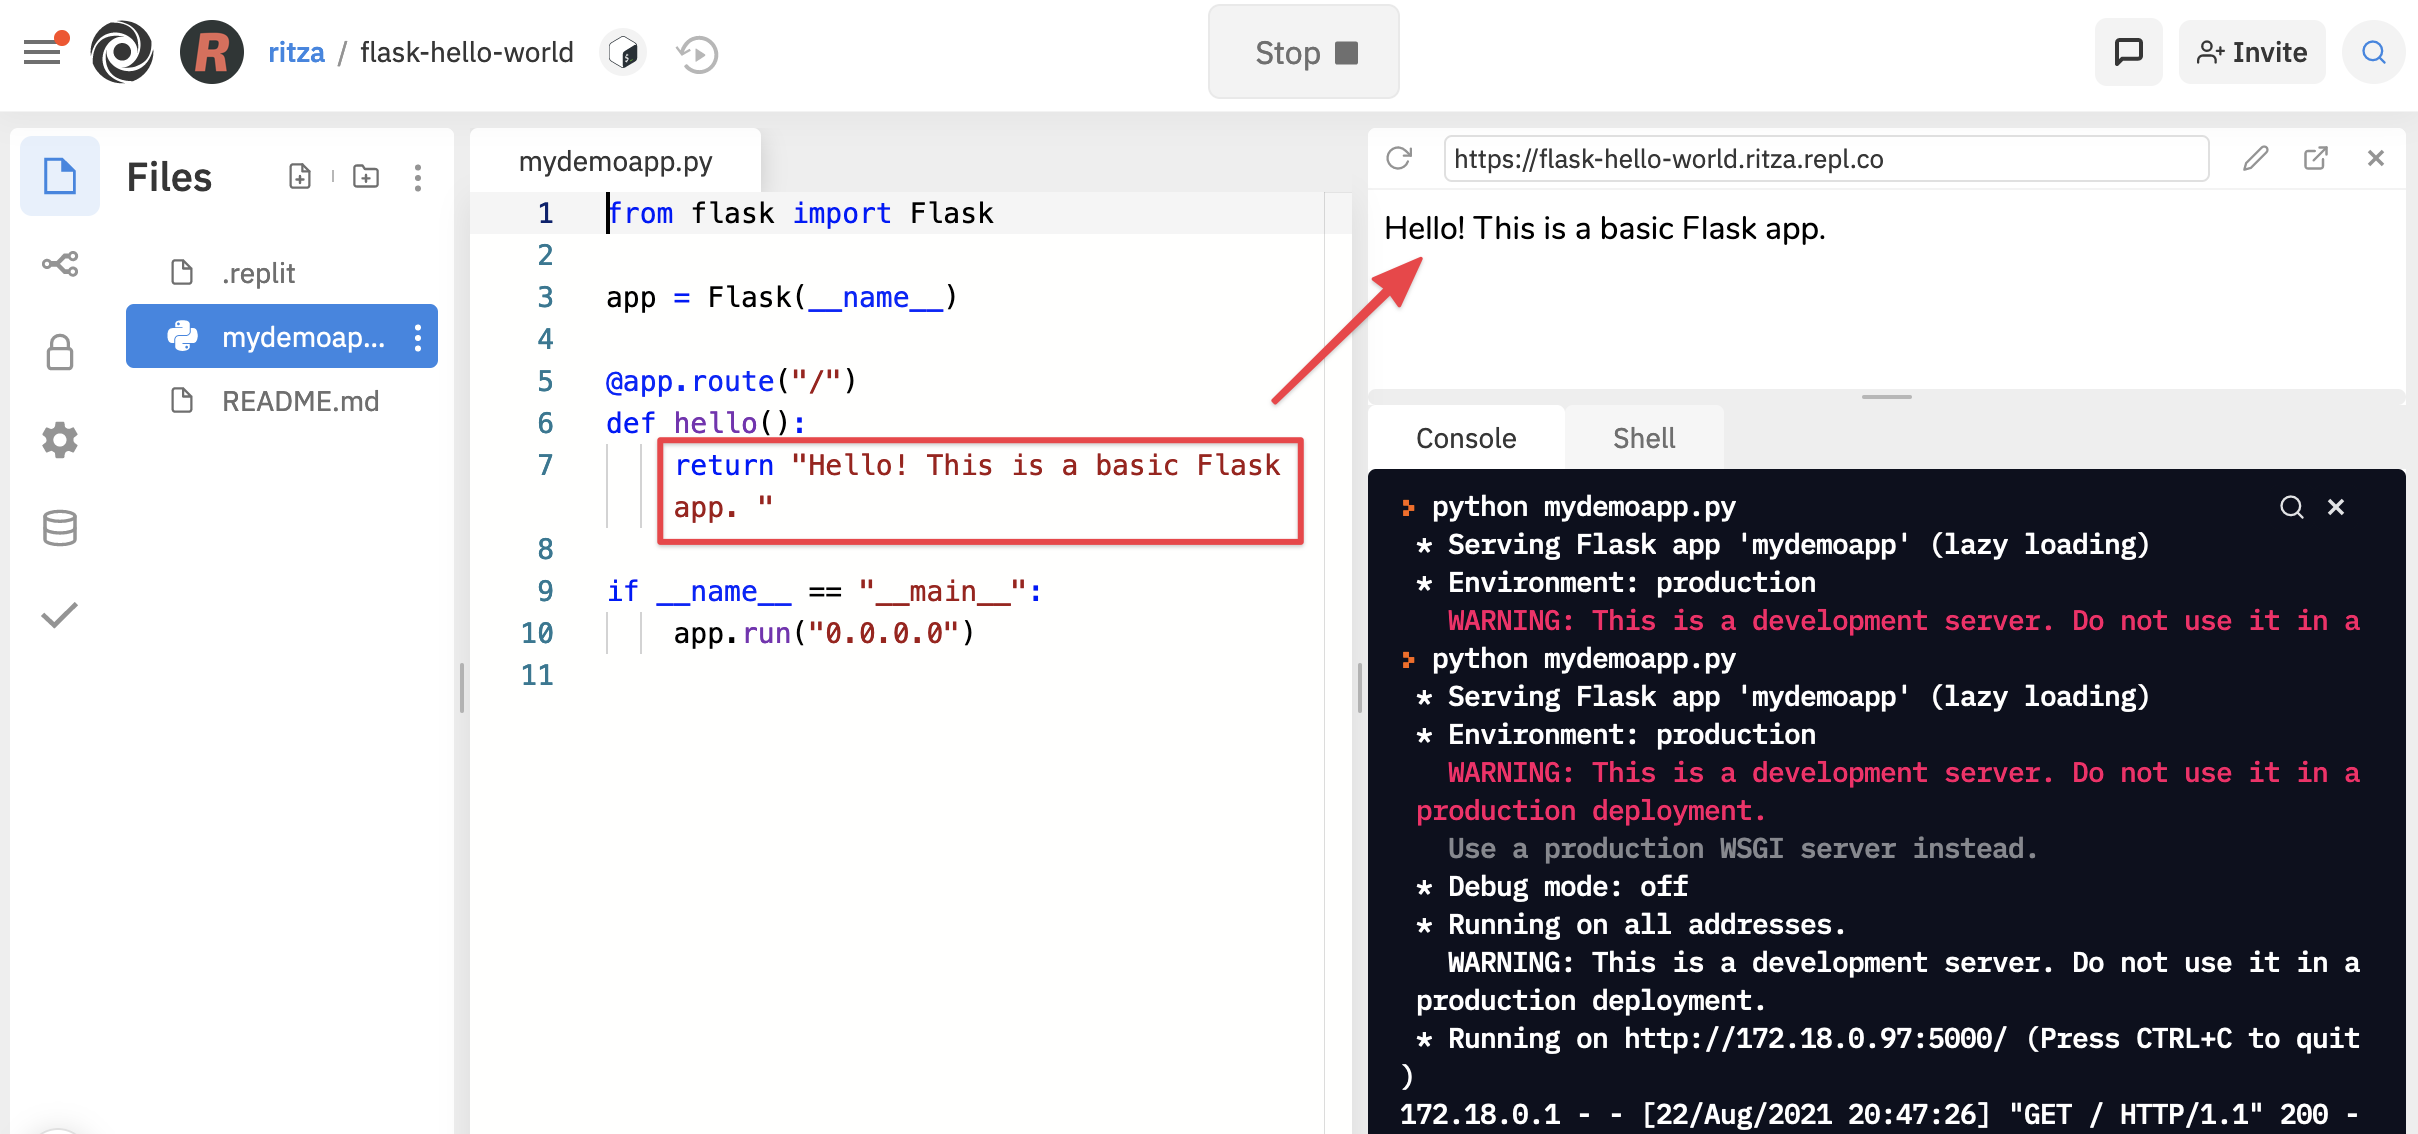 R ritza / flask-hello-world
Stop
Invite
Files
.replit
mydemoap...
README.md
mydemoapp.py
1 from flask import Flask
2
3 app = Flask(__name__)
4
5 @app.route("/")
6 def hello():
7 return "Hello! This is a basic Flask
app. "
8
9 if __name__ == "__main__":
10 app.run("0.0.0.0")
11
https://flask-hello-world.ritza.repl.co
Hello! This is a basic Flask app.
Console Shell
python mydemoapp.py
* Serving Flask app 'mydemoapp' (lazy loading)
* Environment: production
WARNING: This is a development server. Do not use it in a
python mydemoapp.py
* Serving Flask app 'mydemoapp' (lazy loading)
* Environment: production
WARNING: This is a development server. Do not use it in a
production deployment.
Use a production WSGI server instead.
* Debug mode: off
* Running on all addresses.
WARNING: This is a development server. Do not use it in a
production deployment.
* Running on http://172.18.0.97:5000/ (Press CTRL+C to quit
)
172.18.0.1 - - [22/Aug/2021 20:47:26] "GET / HTTP/1.1" 200 -